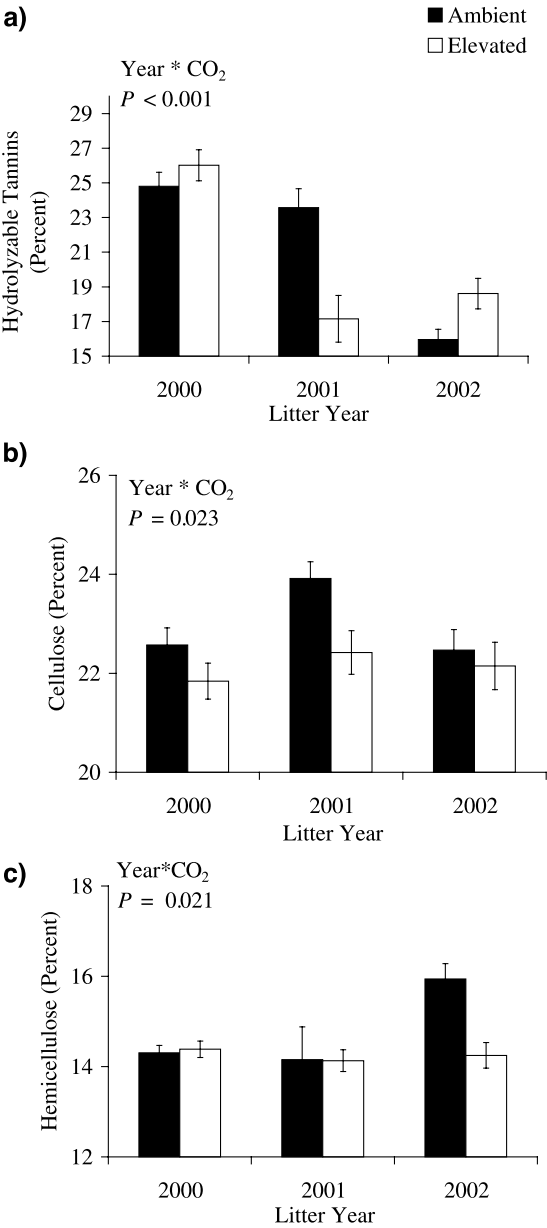 a)
Ambient
Elevated
Year * CO₂
P < 0.001
Hydrolyzable Tannins
(Percent)
29
27
25
23
21
19
17
15
2000 2001 2002
Litter Year
b)
Year * CO₂
P = 0.023
Cellulose (Percent)
26
24
22
20
2000 2001 2002
Litter Year
c)
Year*CO₂
P = 0.021
Hemicellulose (Percent)
18
16
14
12
2000 2001 2002
Litter Year